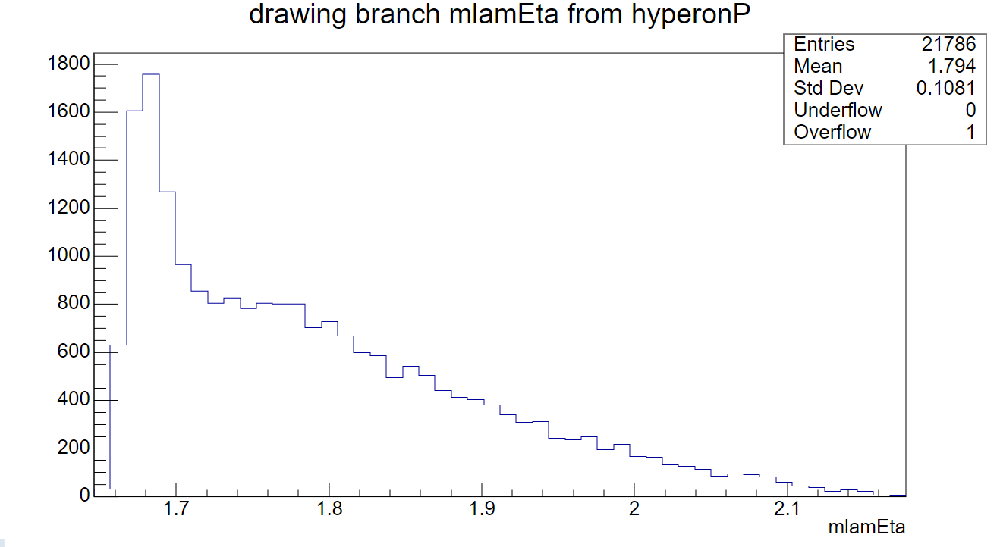 drawing branch mlamEta from hyperonP
Entries 21786
Mean 1.794
Std Dev 0.1081
Underflow 0
Overflow 1
1800
1600
1400
1200
1000
800
600
400
200
0
1.7 1.8 1.9 2 2.1
mlamEta